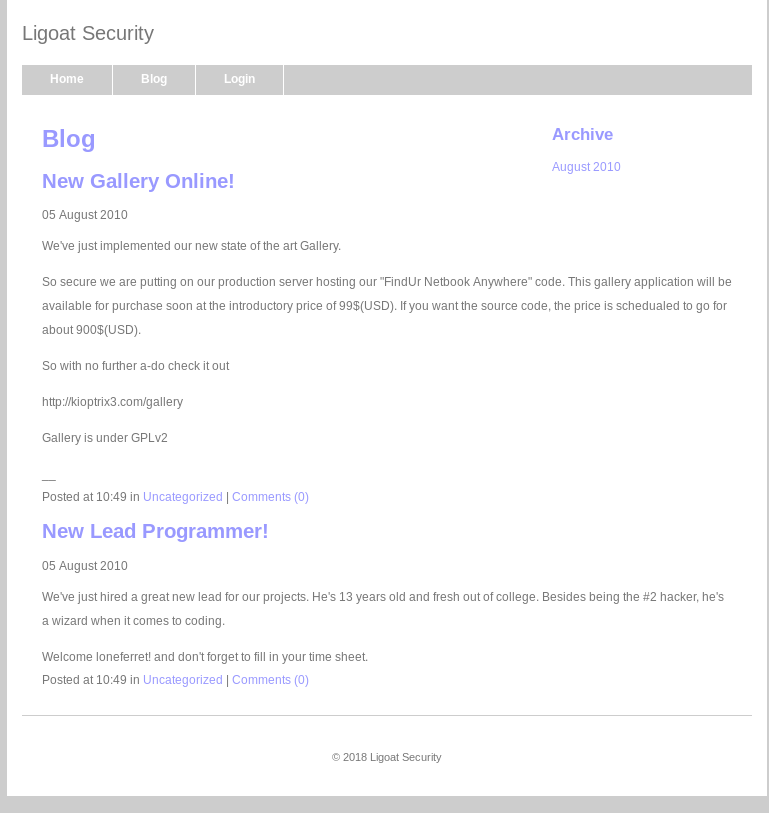 Ligoat Security
Home Blog Login
Blog
New Gallery Online!
05 August 2010
We've just implemented our new state of the art Gallery.
So secure we are putting on our production server hosting our "FindUr Netbook Anywhere" code. This gallery application will be
available for purchase soon at the introductory price of 99$(USD). If you want the source code, the price is schedualed to go for
about 900$(USD).
So with no further a-do check it out
http://kioptrix3.com/gallery
Gallery is under GPLv2
__
Posted at 10:49 in Uncategorized | Comments (0)
New Lead Programmer!
05 August 2010
We've just hired a great new lead for our projects. He's 13 years old and fresh out of college. Besides being the #2 hacker, he's
a wizard when it comes to coding.
Welcome loneferret! and don't forget to fill in your time sheet.
Posted at 10:49 in Uncategorized | Comments (0)
Archive
August 2010
© 2018 Ligoat Security